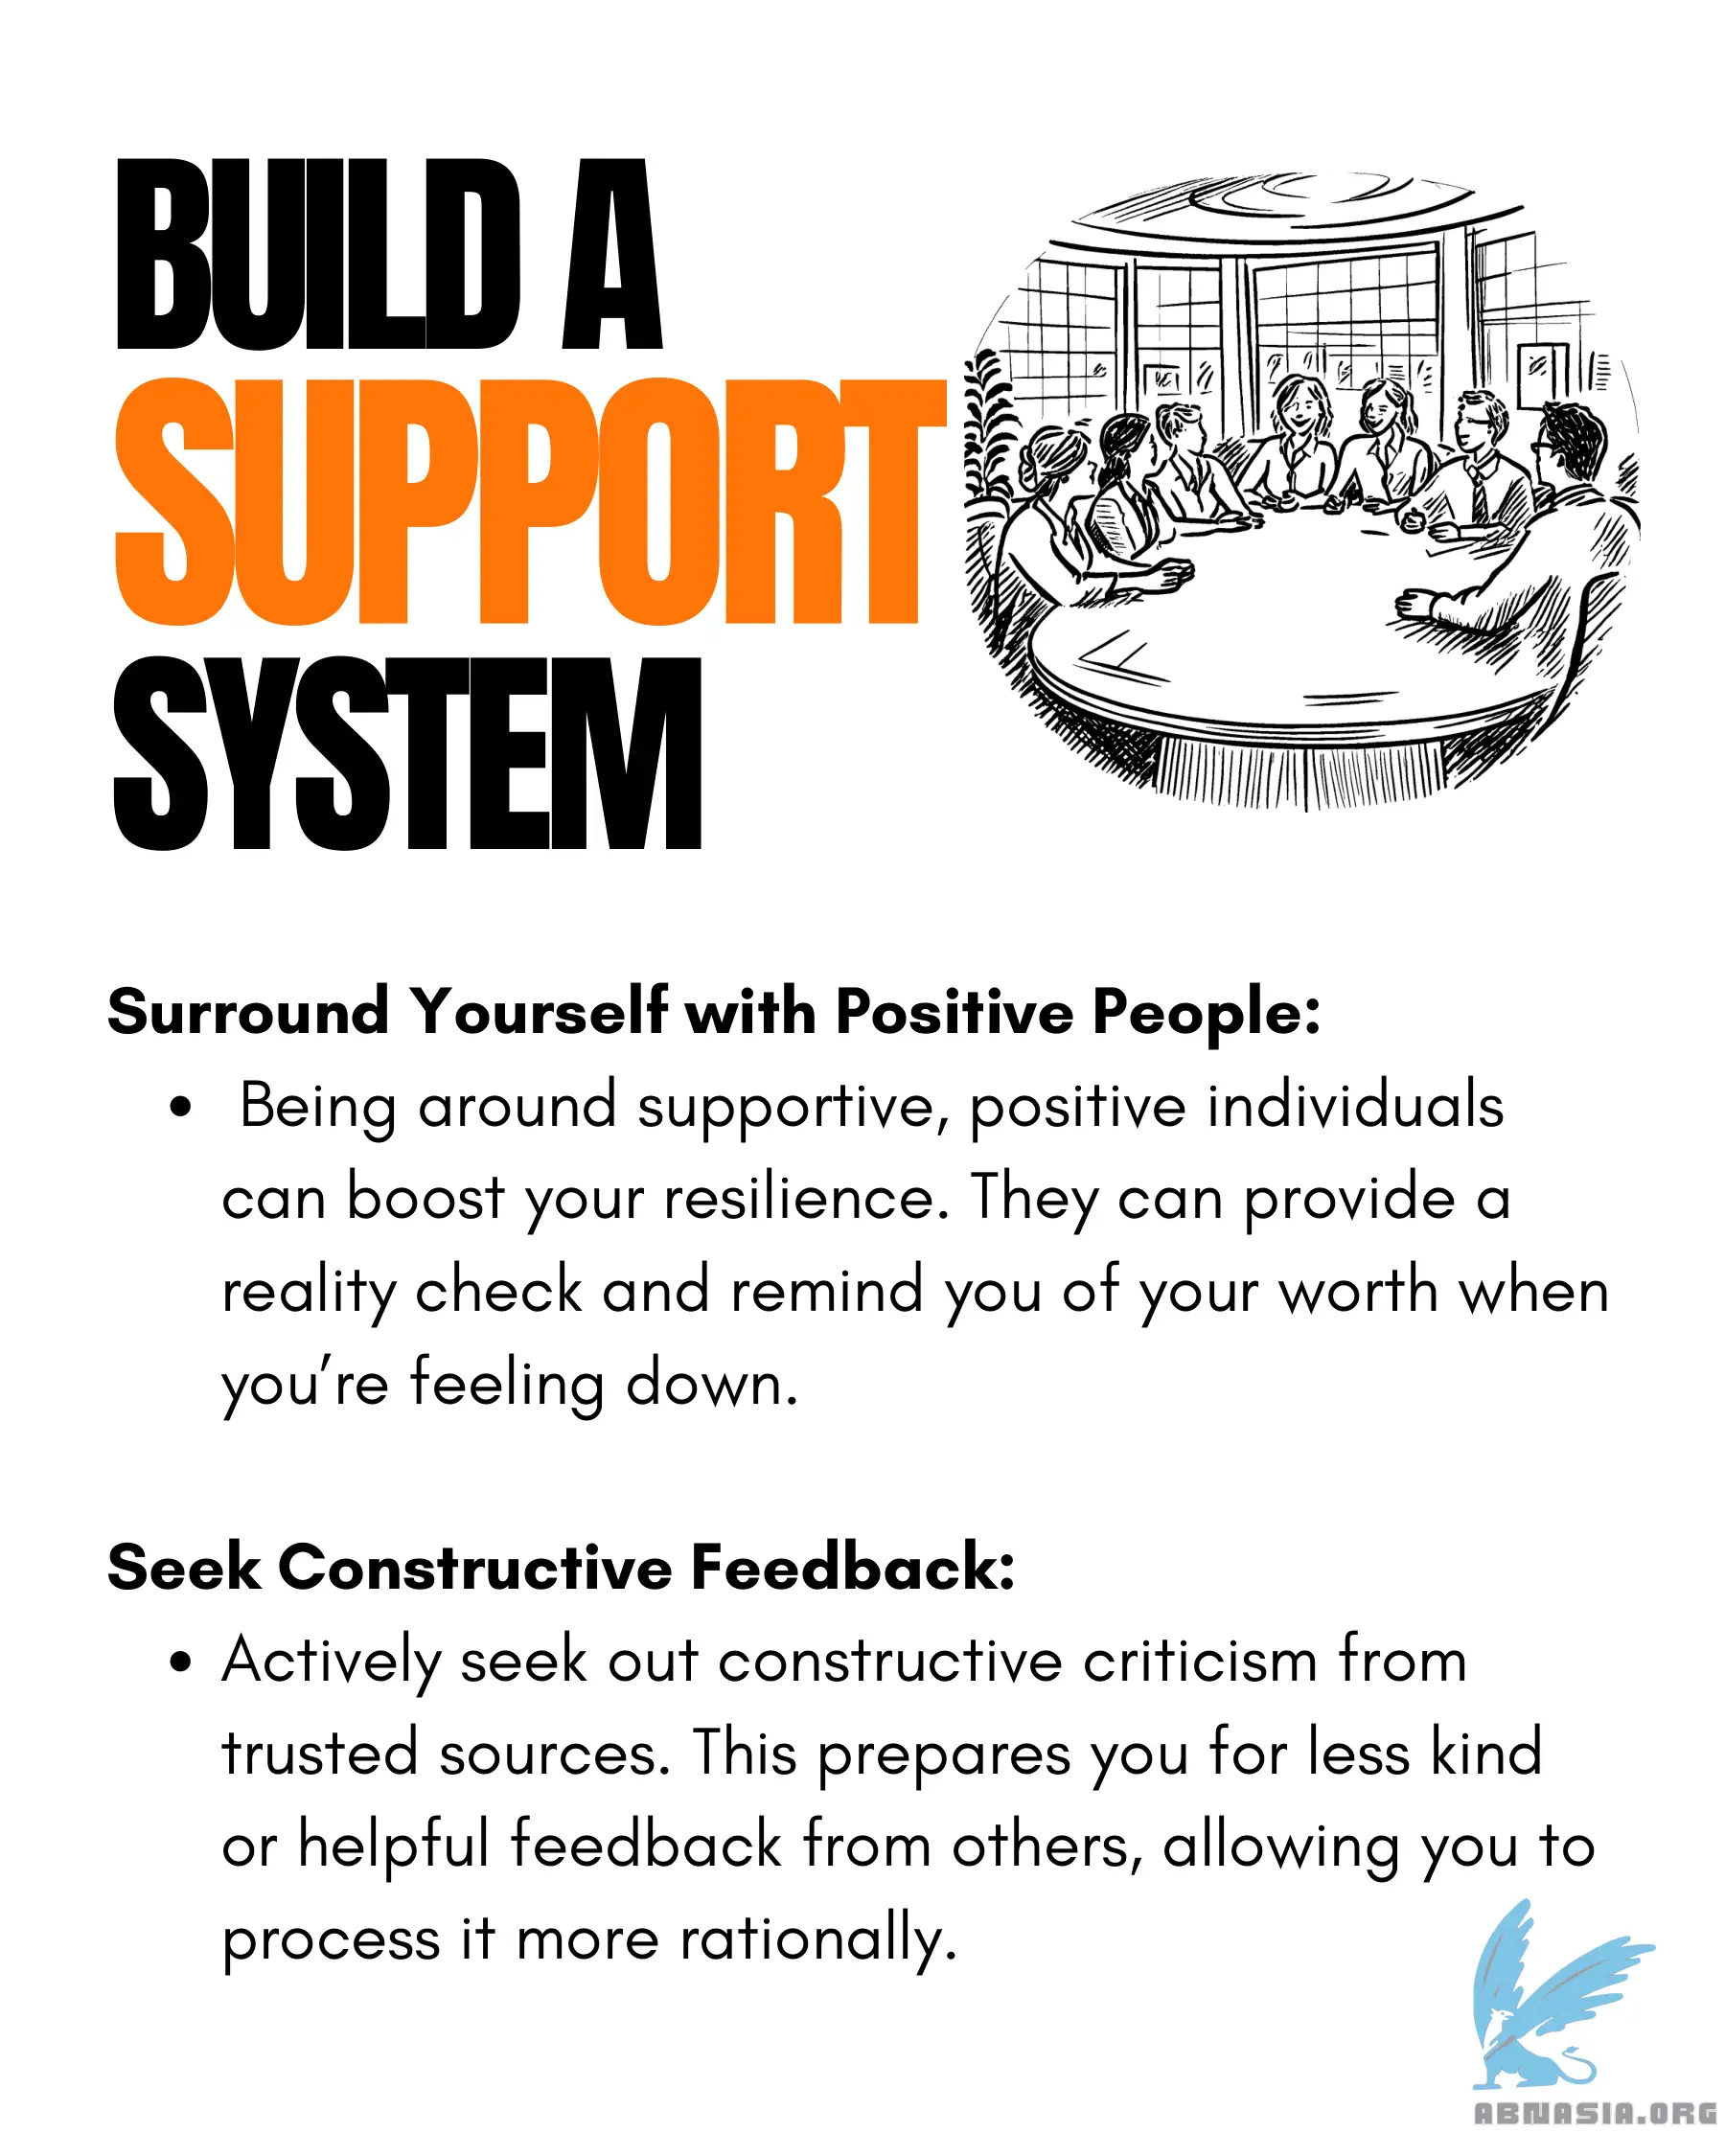 BUILD A
SUPPORT
SYSTEM
Surround Yourself with Positive People:
• Being around supportive, positive individuals
can boost your resilience. They can provide a
reality check and remind you of your worth when
you’re feeling down.
Seek Constructive Feedback:
• Actively seek out constructive criticism from
trusted sources. This prepares you for less kind
or helpful feedback from others, allowing you to
process it more rationally.
ABNASIA.ORG